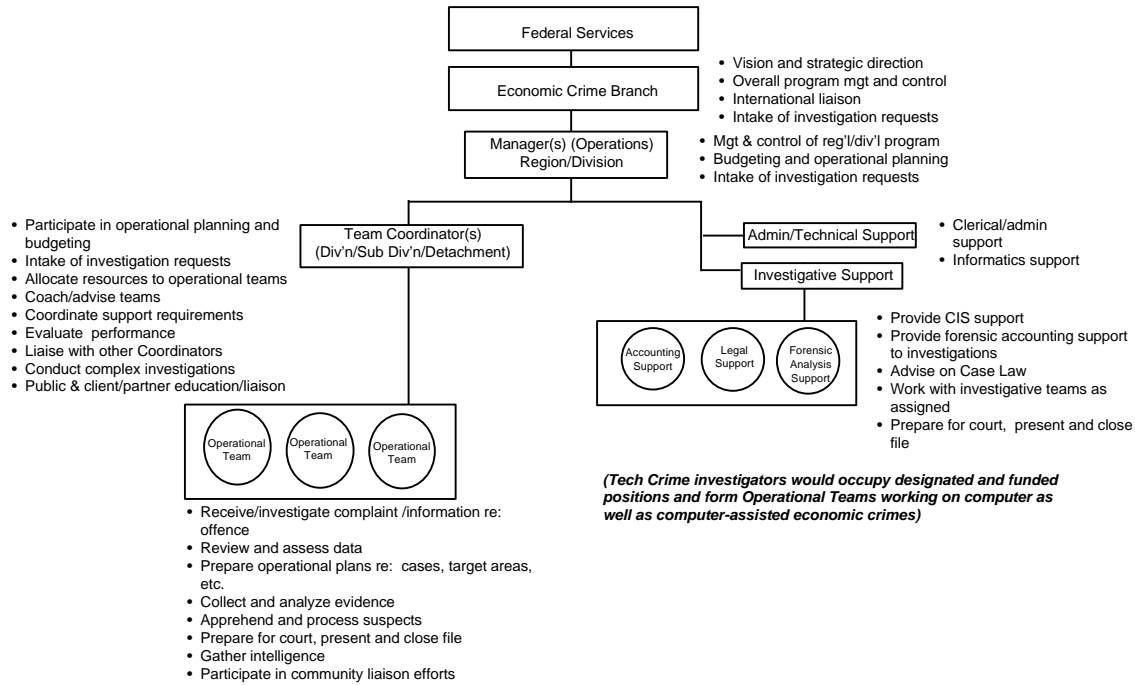 Federal Services
Economic Crime Branch
• Vision and strategic direction
• Overall program mgt and control
• International liaison
• Intake of investigation requests
Manager(s) (Operations)
Region/Division
• Mgt & control of reg'l/div'l program
• Budgeting and operational planning
• Intake of investigation requests
• Participate in operational planning and
budgeting
• Intake of investigation requests
• Allocate resources to operational teams
• Coach/advise teams
• Coordinate support requirements
• Evaluate performance
• Liaise with other Coordinators
• Conduct complex investigations
• Public & client/partner education/liaison
Team Coordinator(s)
(Div'n/Sub Div'n/Detachment)
Admin/Technical Support
• Clerical/admin
support
• Informatics support
Investigative Support
Accounting
Support
Legal
Support
Forensic
Analysis
Support
• Provide CIS support
• Provide forensic accounting support
to investigations
• Advise on Case Law
• Work with investigative teams as
assigned
• Prepare for court, present and close
file
Operational
Team
Operational
Team
Operational
Team
(Tech Crime investigators would occupy designated and funded
positions and form Operational Teams working on computer as
well as computer-assisted economic crimes)
• Receive/investigate complaint /information re:
offence
• Review and assess data
• Prepare operational plans re: cases, target areas,
etc.
• Collect and analyze evidence
• Apprehend and process suspects
• Prepare for court, present and close file
• Gather intelligence
• Participate in community liaison efforts